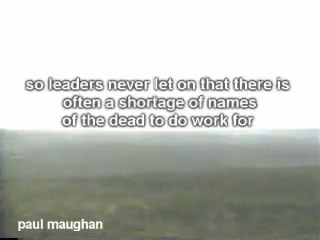 so leaders never let on that there is
often a shortage of names
of the dead to do work for
paul maughan